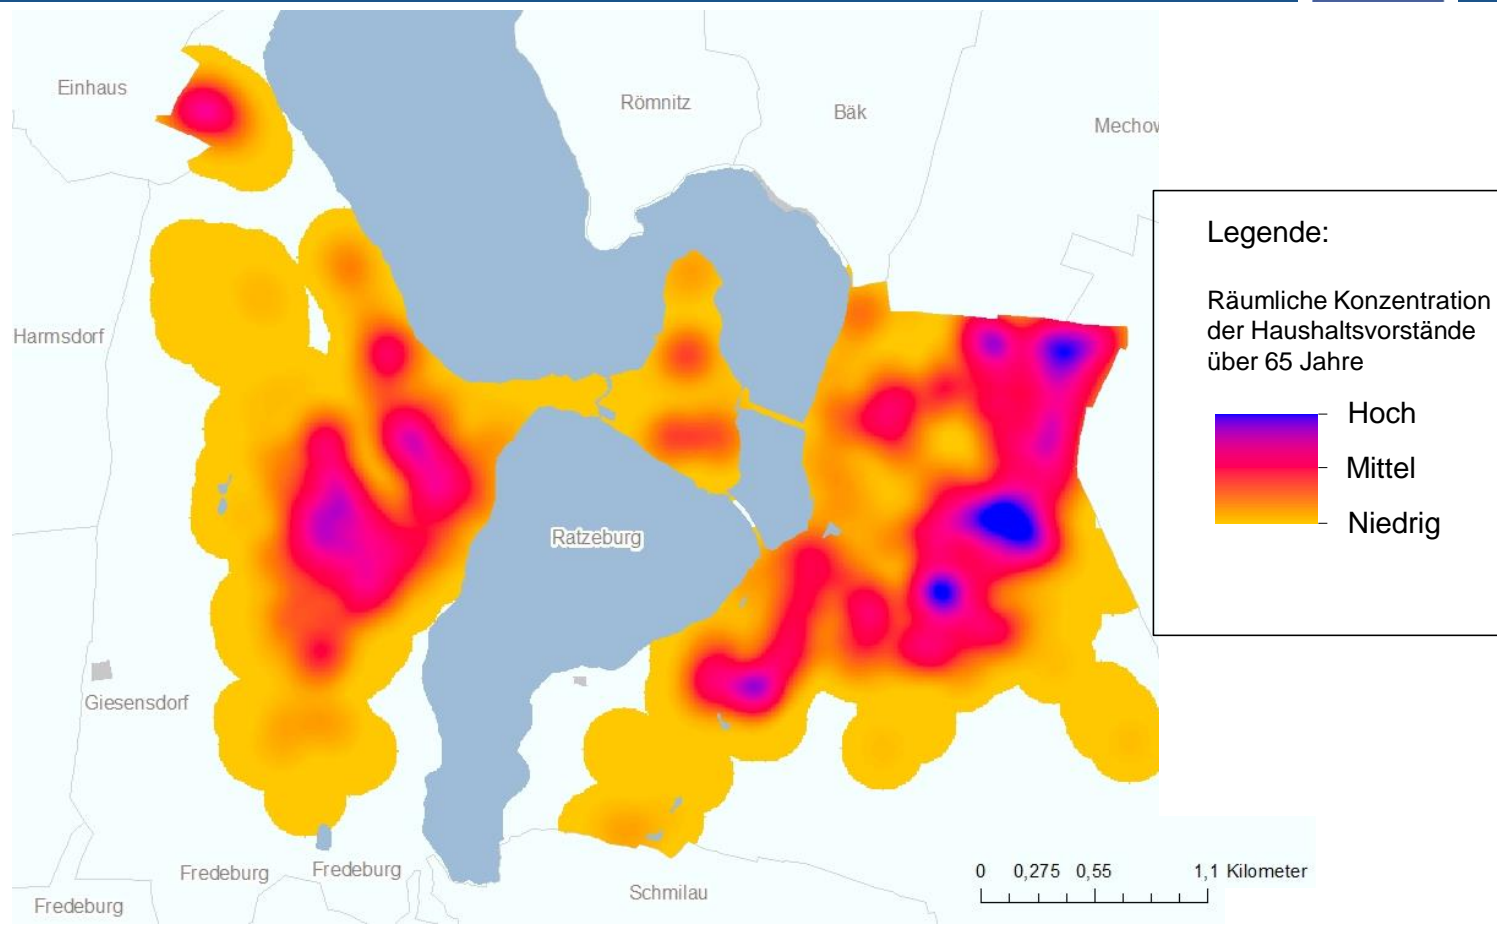 Einhaus
Römnitz
Bäk
Harmsdorf
Ratzeburg
Giesensdorf
Fredeburg
Fredeburg
Fredeburg
Schmilau
Legende:
Räumliche Konzentration
der Haushaltsvorstände
über 65 Jahre
Hoch
Mittel
Niedrig
0 0,275 0,55 1,1 Kilometer